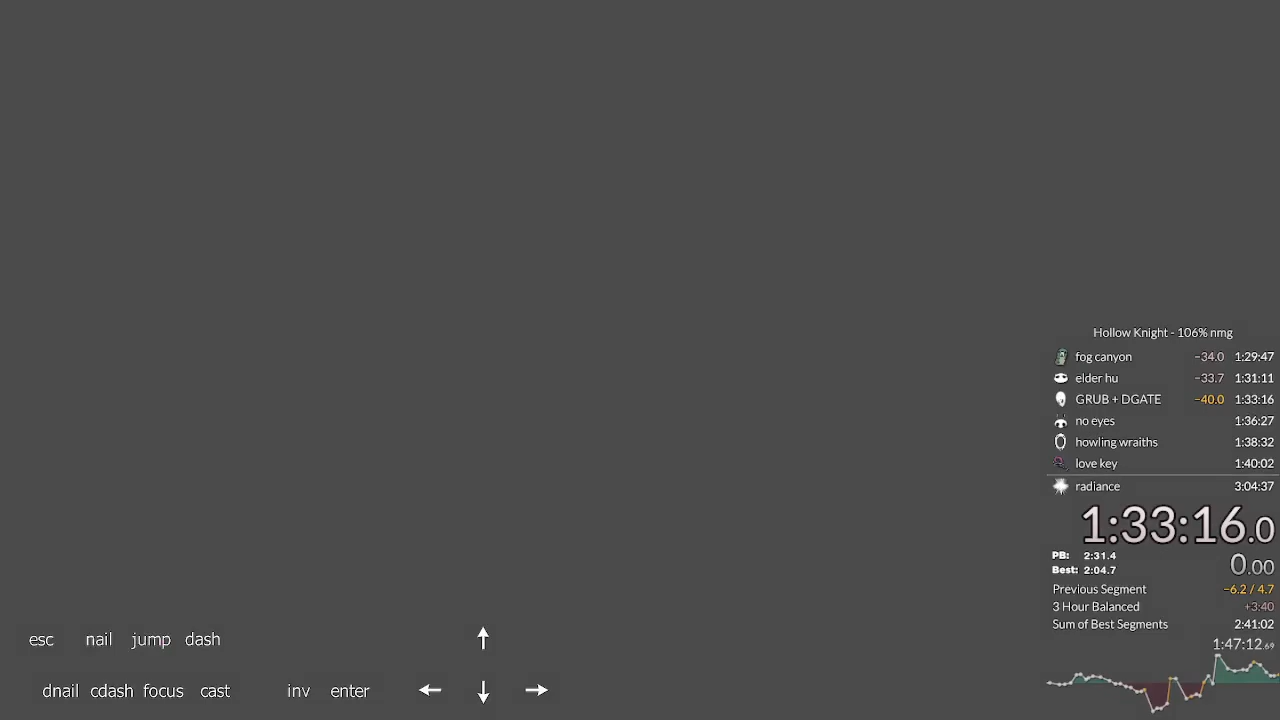 Hollow Knight - 106% nmg
fog canyon −34.0 1:29:47
elder hu −33.7 1:31:11
GRUB + DGATE −40.0 1:33:16
no eyes 1:36:27
howling wraiths 1:38:32
love key 1:40:02
radiance 3:04:37
1:33:16.0
PB: 2:31.4
Best: 2:04.7
0.00
Previous Segment −6.2 / 4.7
3 Hour Balanced +3:40
Sum of Best Segments 2:41:02
1:47:12.69
esc nail jump dash ↑
dnail cdash focus cast inv enter ← ↓ →